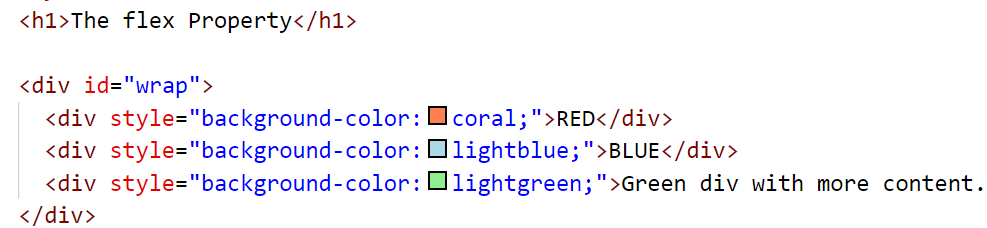 <h1>The flex Property</h1>
<div id="wrap">
<div style="background-color:coral;">RED</div>
<div style="background-color:lightblue;">BLUE</div>
<div style="background-color:lightgreen;">Green div with more content.
</div>